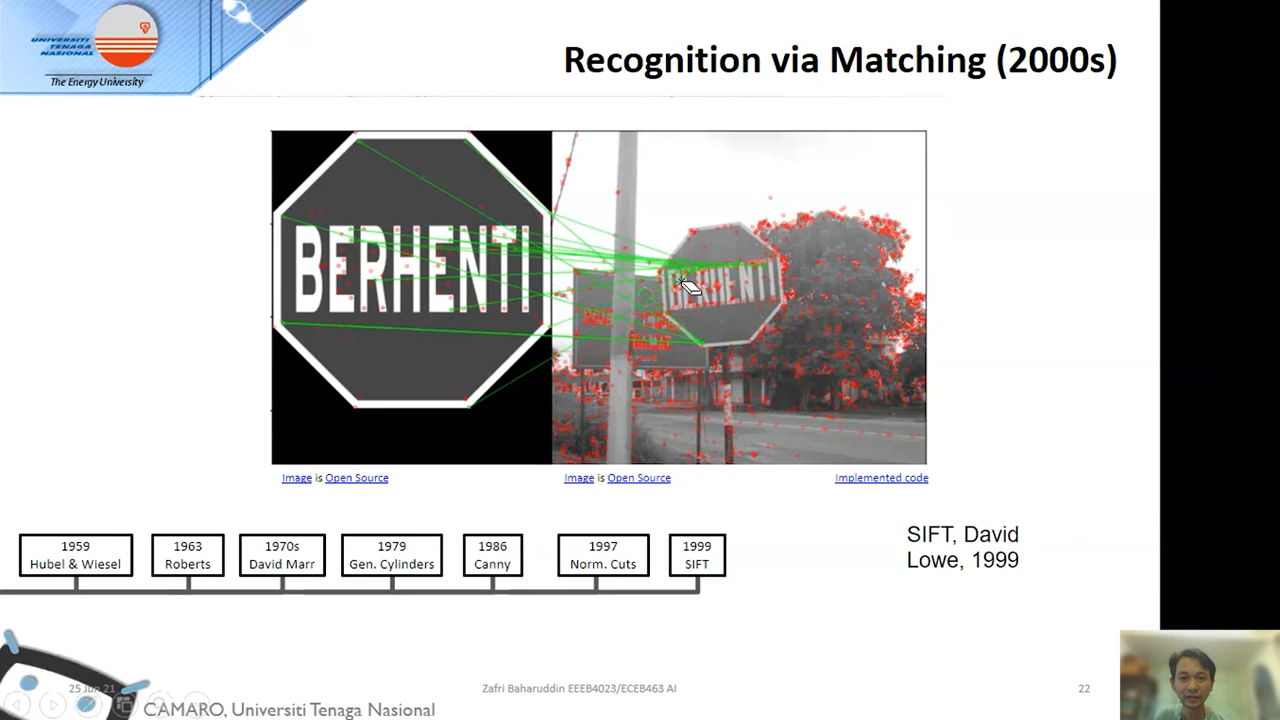 UNIVERSITI
TENAGA
NASIONAL
The Energy University
Recognition via Matching (2000s)
BERHENTI
BERHENTI
Image is Open Source
Image is Open Source
Implemented code
1959
Hubel & Wiesel
1963
Roberts
1970s
David Marr
1979
Gen. Cylinders
1986
Canny
1997
Norm. Cuts
1999
SIFT
SIFT, David
Lowe, 1999
25 Jun 21
Zafri Baharuddin EEEB4023/ECEB463 AI
22
CAMARO, Universiti Tenaga Nasional